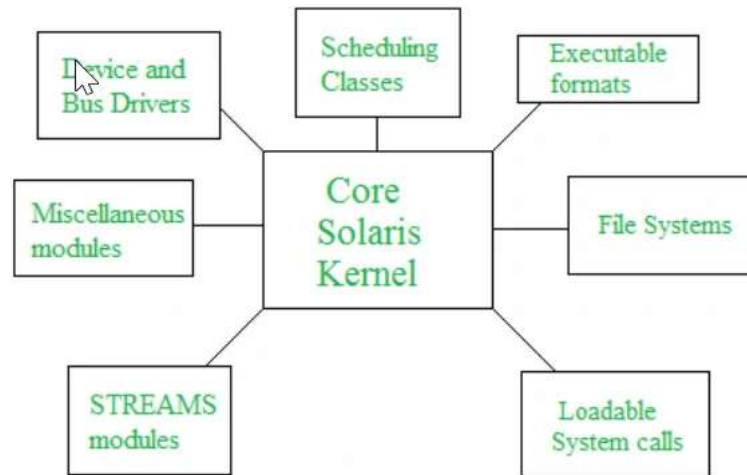 Scheduling
Classes
Device and
Bus Drivers
Executable
formats
Core
Solaris
Kernel
Miscellaneous
modules
File Systems
STREAMS
modules
Loadable
System calls